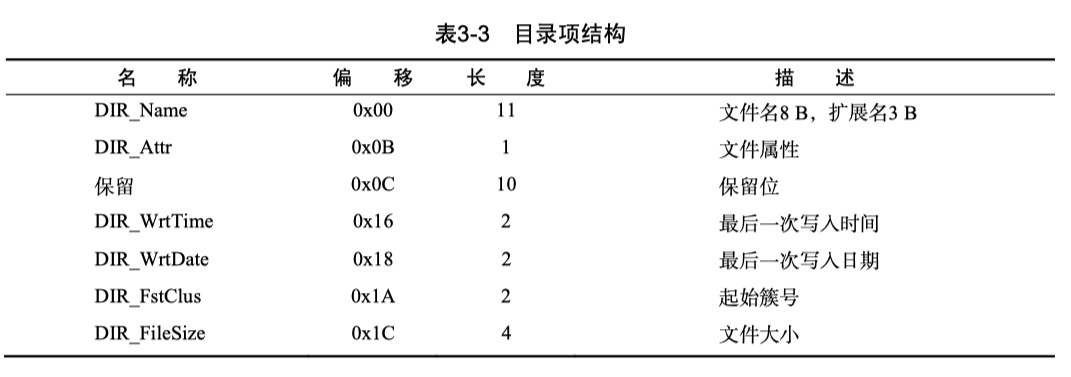 表3-3 目录项结构
名 称 偏 移 长 度 描 述
DIR_Name 0x00 11 文件名8 B，扩展名3 B
DIR_Attr 0x0B 1 文件属性
保留 0x0C 10 保留位
DIR_WrtTime 0x16 2 最后一次写入时间
DIR_WrtDate 0x18 2 最后一次写入日期
DIR_FstClus 0x1A 2 起始簇号
DIR_FileSize 0x1C 4 文件大小